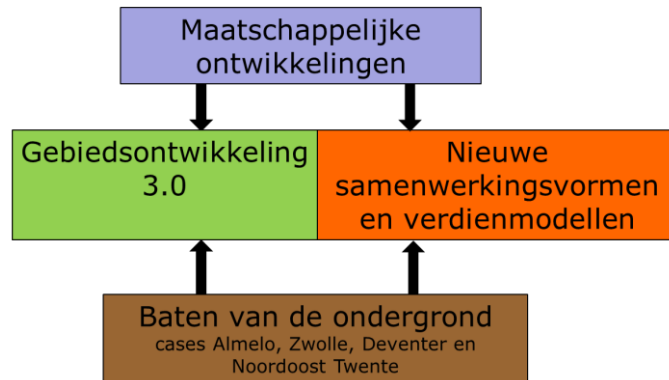 Maatschappelijke
ontwikkelingen
Gebiedsontwikkeling
3.0
Nieuwe
samenwerkingsvormen
en verdienmodellen
Baten van de ondergrond
cases Almelo, Zwolle, Deventer en
Noordoost Twente